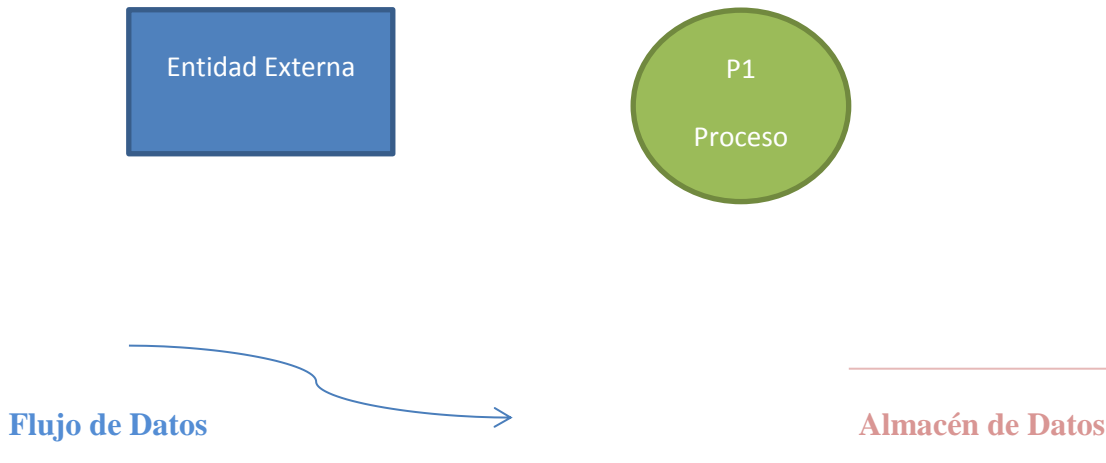 Entidad Externa
P1
Proceso
Flujo de Datos
Almacén de Datos